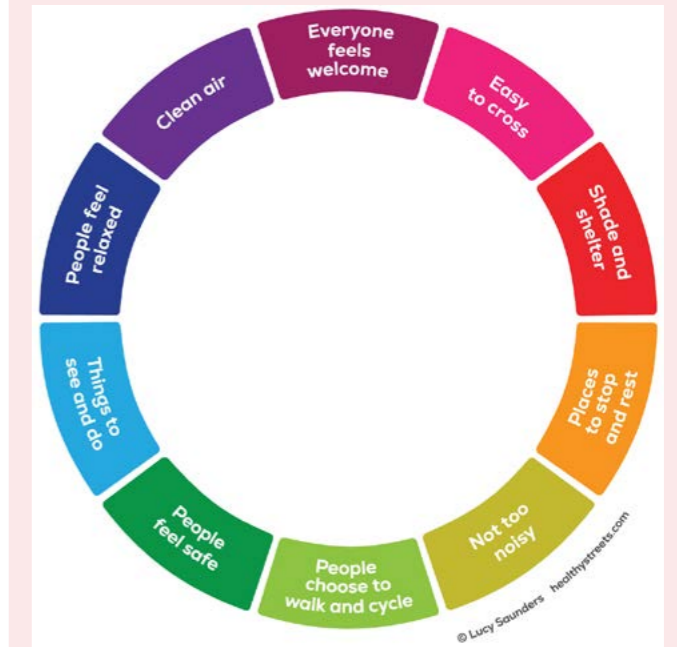 Everyone
feels
welcome
Easy
to cross
Shade and
shelter
Places
to stop
and rest
Not too
noisy
People
choose to
walk and cycle
People
feel safe
Things to
see and do
People feel
relaxed
Clean air
© Lucy Saunders healthystreets.com